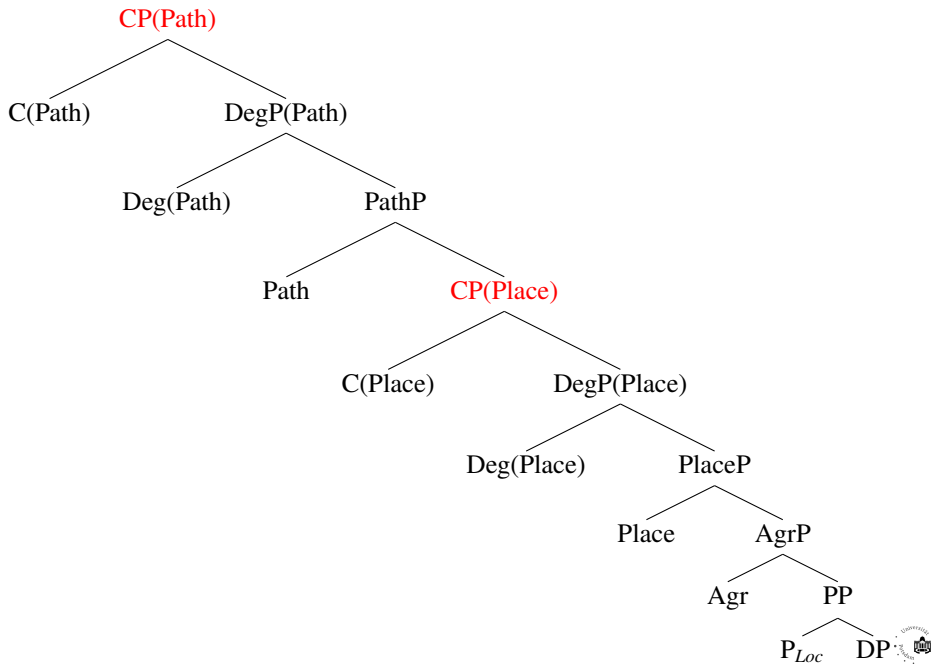 CP(Path)
C(Path) DegP(Path)
Deg(Path) PathP
Path CP(Place)
C(Place) DegP(Place)
Deg(Place) PlaceP
Place AgrP
Agr PP
P_Loc DP